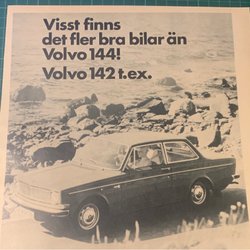 Visst finns
det fler bra bilar än
Volvo 144!
Volvo 142 t.ex.